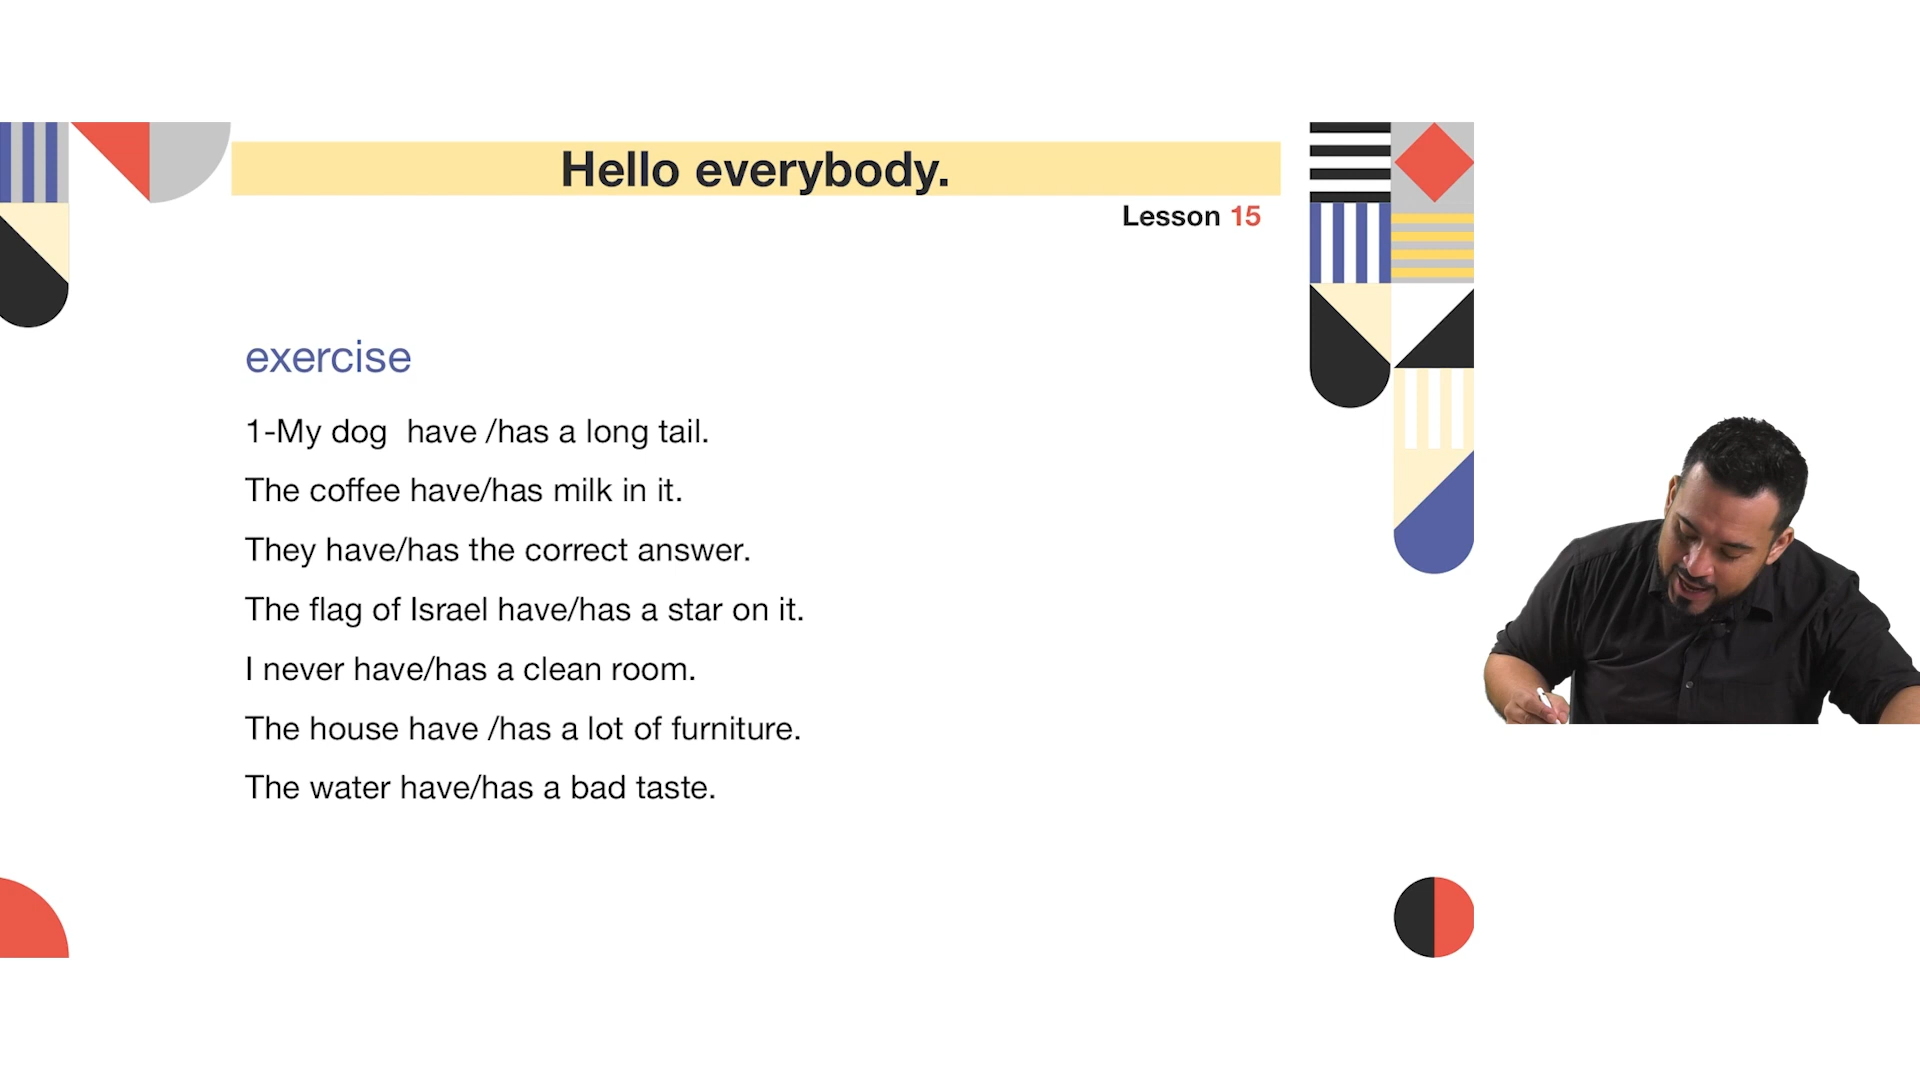 Hello everybody.
Lesson 15
exercise
1-My dog  have /has a long tail.
The coffee have/has milk in it.
They have/has the correct answer.
The flag of Israel have/has a star on it.
I never have/has a clean room.
The house have /has a lot of furniture.
The water have/has a bad taste.